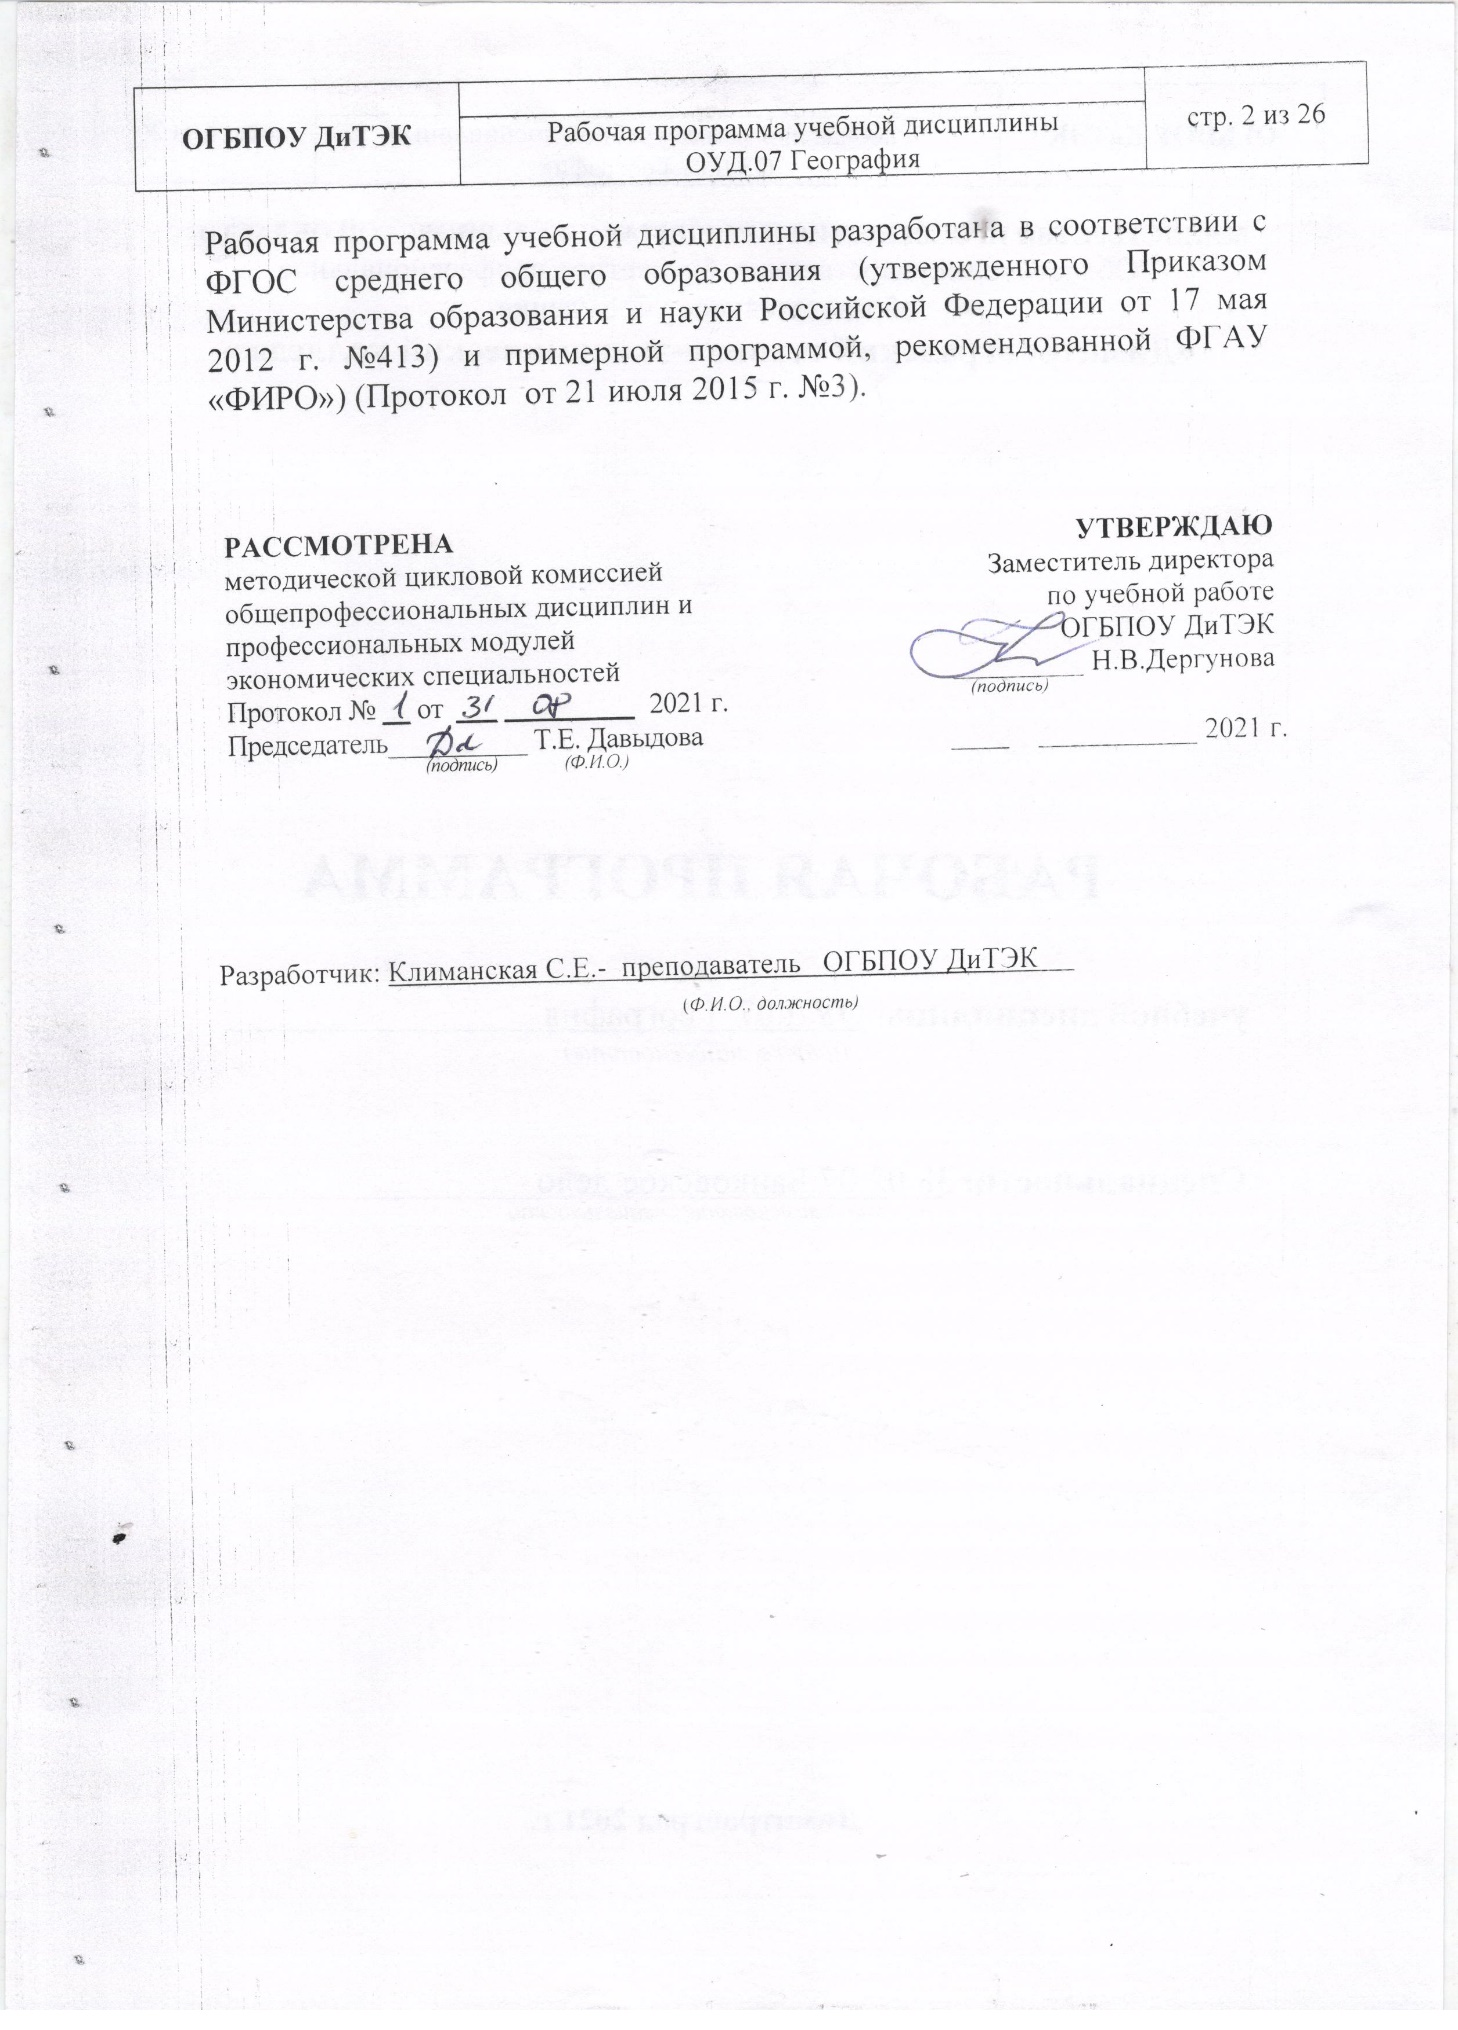 ОГБПОУ ДиТЭК
Рабочая программа учебной дисциплины
ОУД.07 География
стр. 2 из 26
Рабочая программа учебной дисциплины разработана в соответствии с
ФГОС среднего общего образования (утвержденного Приказом
Министерства образования и науки Российской Федерации от 17 мая
2012 г. №413) и примерной программой, рекомендованной ФГАУ
«ФИРО») (Протокол от 21 июля 2015 г. №3).
РАССМОТРЕНА
методической цикловой комиссией
общепрофессиональных дисциплин и
профессиональных модулей
экономических специальностей
Протокол № 1 от 31 08 2021 г.
Председатель____________ Т.Е. Давыдова
(подпись) (Ф.И.О.)
УТВЕРЖДАЮ
Заместитель директора
по учебной работе
ОГБПОУ ДиТЭК
__________ Н.В.Дергунова
(подпись)
____ ____________ 2021 г.
Разработчик: Климанская С.Е.- преподаватель ОГБПОУ ДиТЭК
(Ф.И.О., должность)